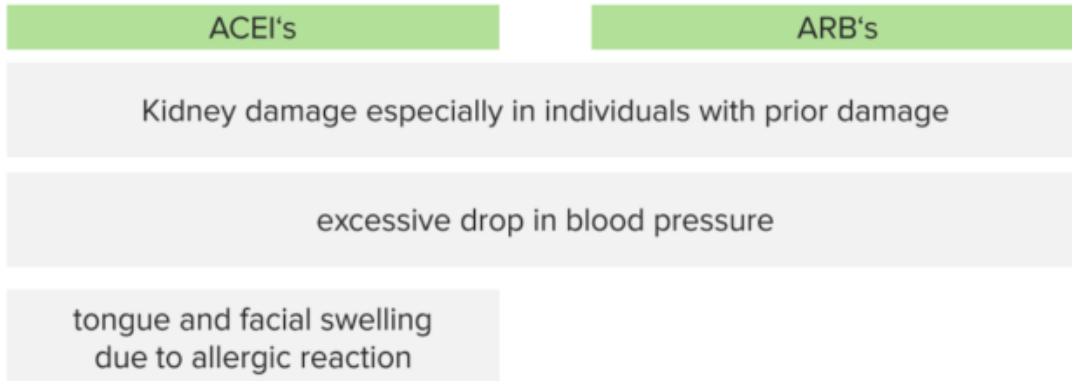 ACEI‘s
ARB‘s
Kidney damage especially in individuals with prior damage
excessive drop in blood pressure
tongue and facial swelling
due to allergic reaction